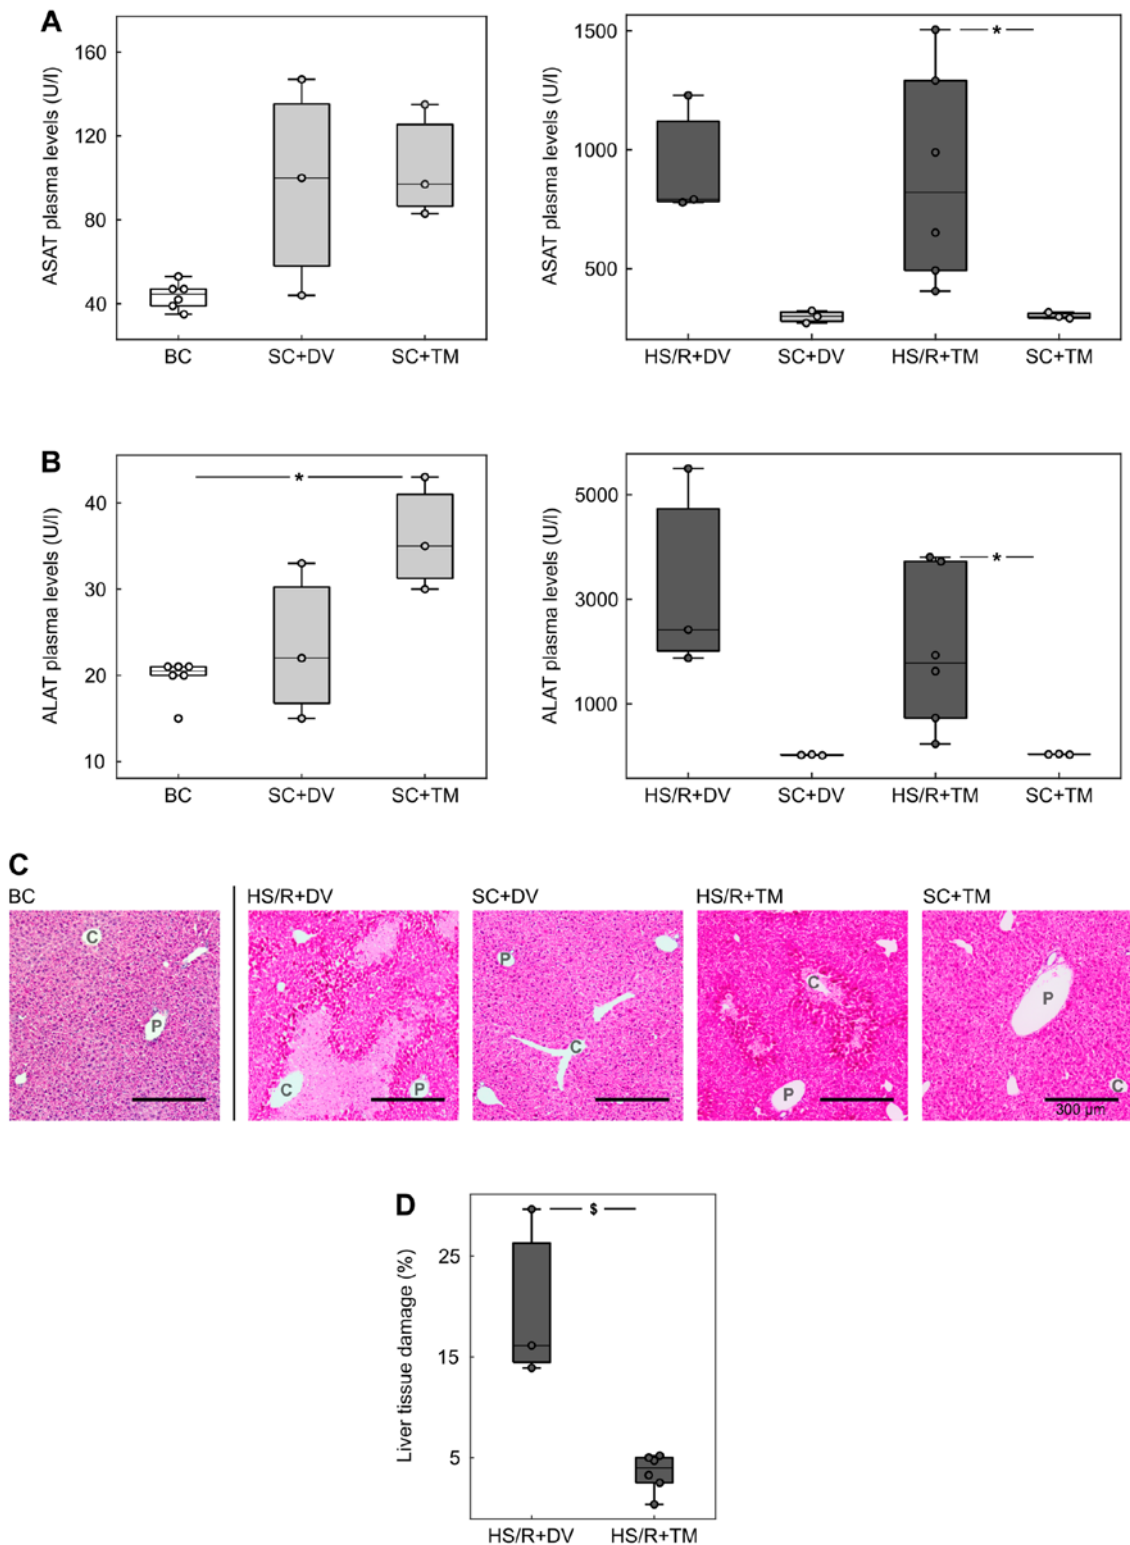 A
ASAT plasma levels (U/l)
160
120
80
40
BC SC+DV SC+TM
ASAT plasma levels (U/l)
1500
1000
500
*
HS/R+DV SC+DV HS/R+TM SC+TM
B
ALAT plasma levels (U/l)
40
30
20
10
*
BC SC+DV SC+TM
ALAT plasma levels (U/l)
5000
3000
1000
*
HS/R+DV SC+DV HS/R+TM SC+TM
C
BC HS/R+DV SC+DV HS/R+TM SC+TM
C P
C P
P C
C P
P C
300 µm
D
Liver tissue damage (%)
25
15
5
$
HS/R+DV HS/R+TM